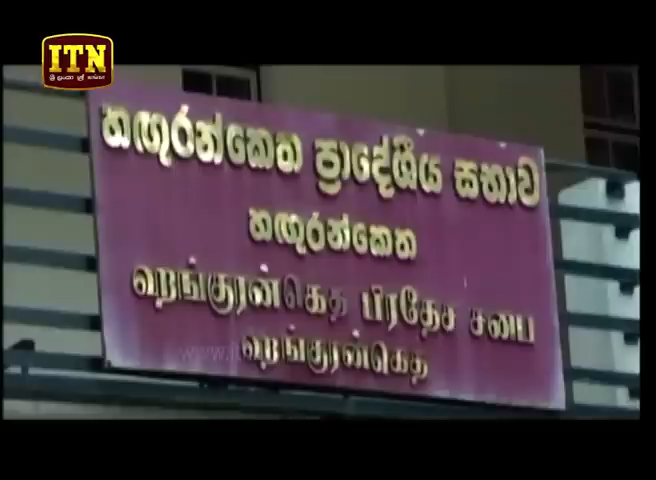 ITN
හඟුරන්කෙත ප්‍රාදේශීය සභාව
හඟුරන්කෙත
ஹங்குரன்கெத பிரதேச சபை
ஹங்குரன்கெத